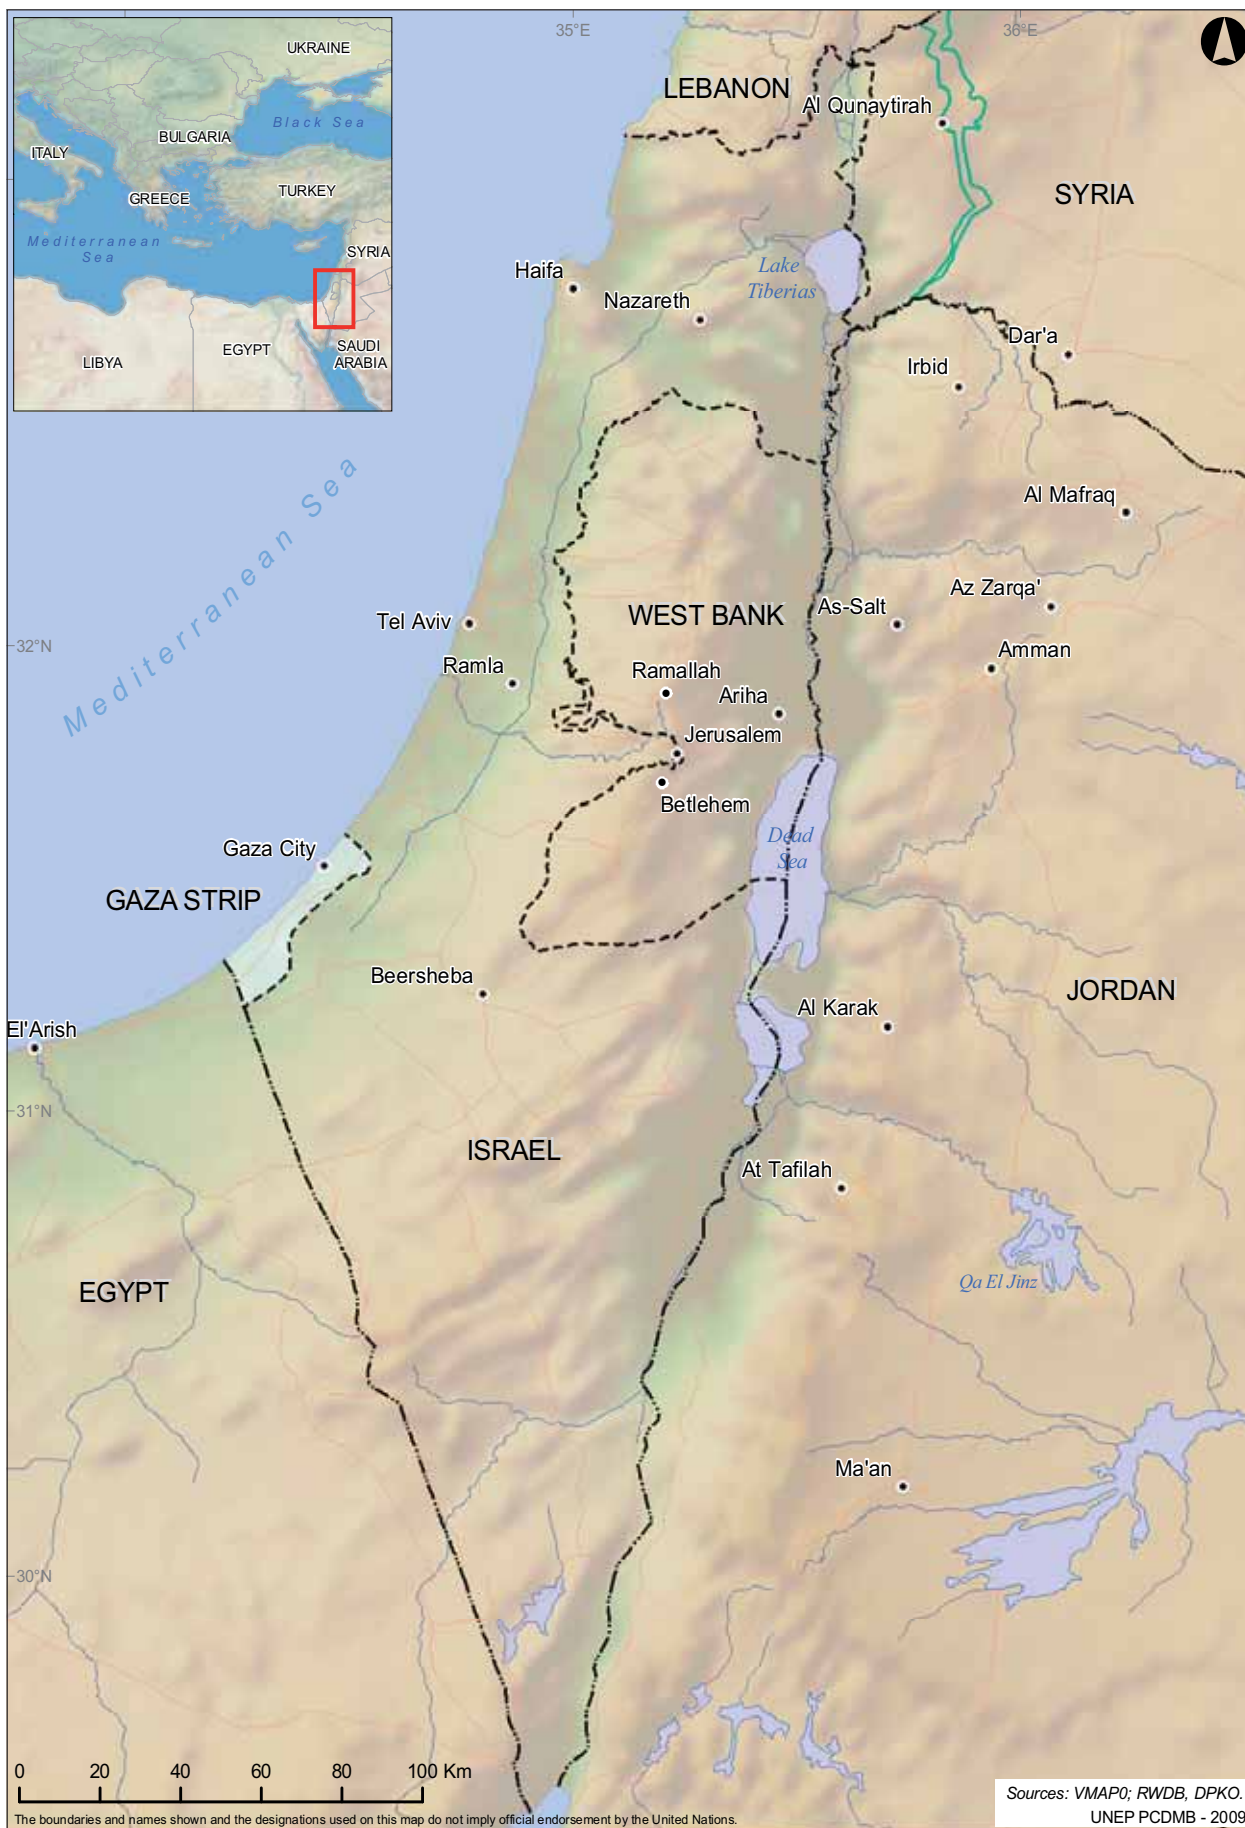 35°E
36°E
UKRAINE
Black Sea
BULGARIA
ITALY
TURKEY
GREECE
Mediterranean
Sea
SYRIA
EGYPT
SAUDI
ARABIA
LIBYA
LEBANON
Al Qunaytirah
SYRIA
Haifa
Lake
Tiberias
Nazareth
Dar'a
Irbid
Mediterranean Sea
Al Mafraq
Az Zarqa'
WEST BANK
As-Salt
Tel Aviv
32°N
Amman
Ramla
Ramallah
Ariha
Jerusalem
Betlehem
Dead
Sea
Gaza City
GAZA STRIP
Beersheba
JORDAN
Al Karak
El'Arish
31°N
ISRAEL
At Tafilah
EGYPT
Qa El Jinz
Ma'an
30°N
0 20 40 60 80 100 Km
Sources: VMAP0; RWDB, DPKO.
The boundaries and names shown and the designations used on this map do not imply official endorsement by the United Nations.
UNEP PCDMB - 2009